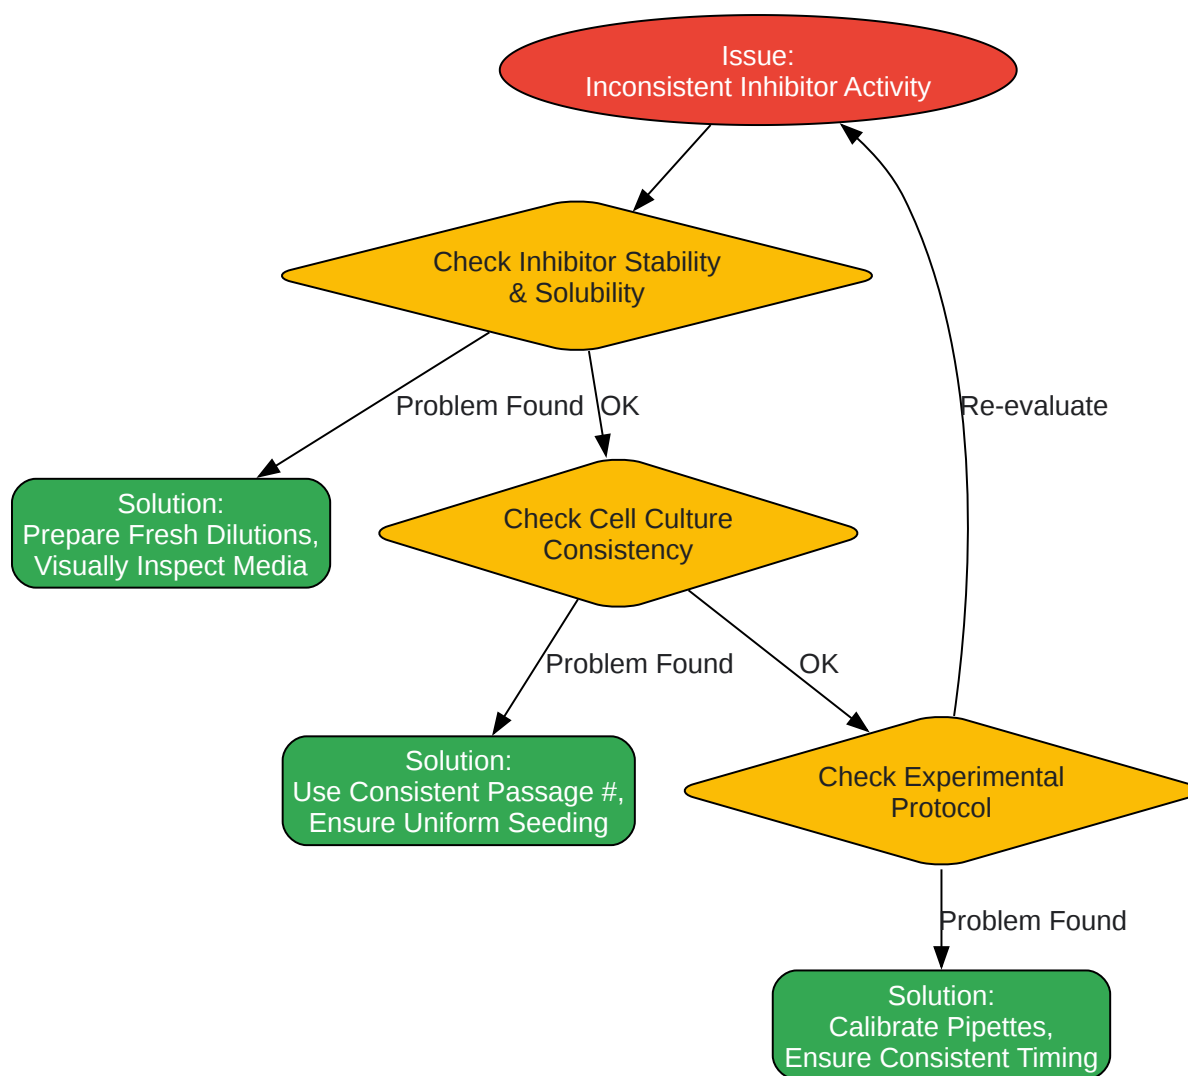 Issue:
Inconsistent Inhibitor Activity
Check Inhibitor Stability
& Solubility
Problem Found
OK
Re-evaluate
Solution:
Prepare Fresh Dilutions,
Visually Inspect Media
Check Cell Culture
Consistency
Problem Found
OK
Solution:
Use Consistent Passage #,
Ensure Uniform Seeding
Check Experimental
Protocol
Problem Found
Solution:
Calibrate Pipettes,
Ensure Consistent Timing